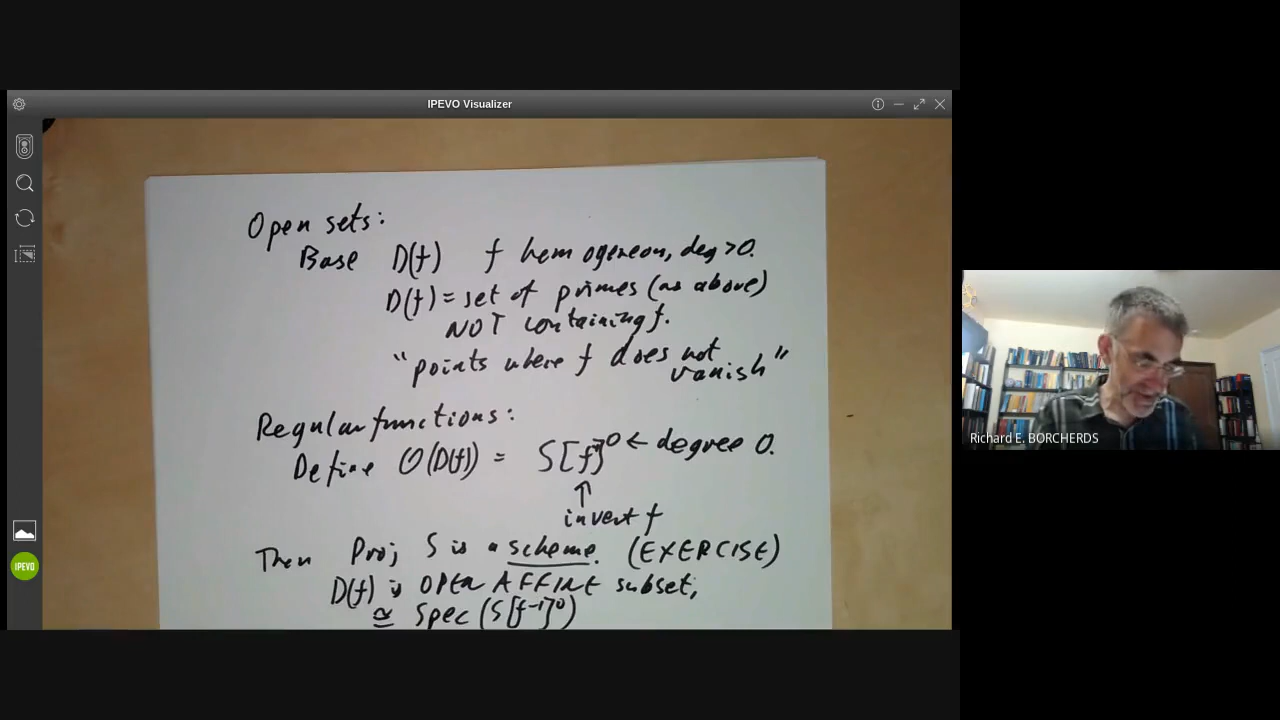 IPEVO Visualizer
Open sets:
Base D(f) f homogeneous, deg > 0.
D(f) = set of primes (as above)
NOT containing f.
"points where f does not
vanish"
Regular functions:
Define O(D(f)) = S[f⁻¹]⁰ ← degree 0.
↑
invert f
Then Proj S is a scheme. (EXERCISE)
D(f) is OPEN AFFINE subset,
≅ Spec (S[f⁻¹]⁰)
Richard E. BORCHERDS
IPEVO